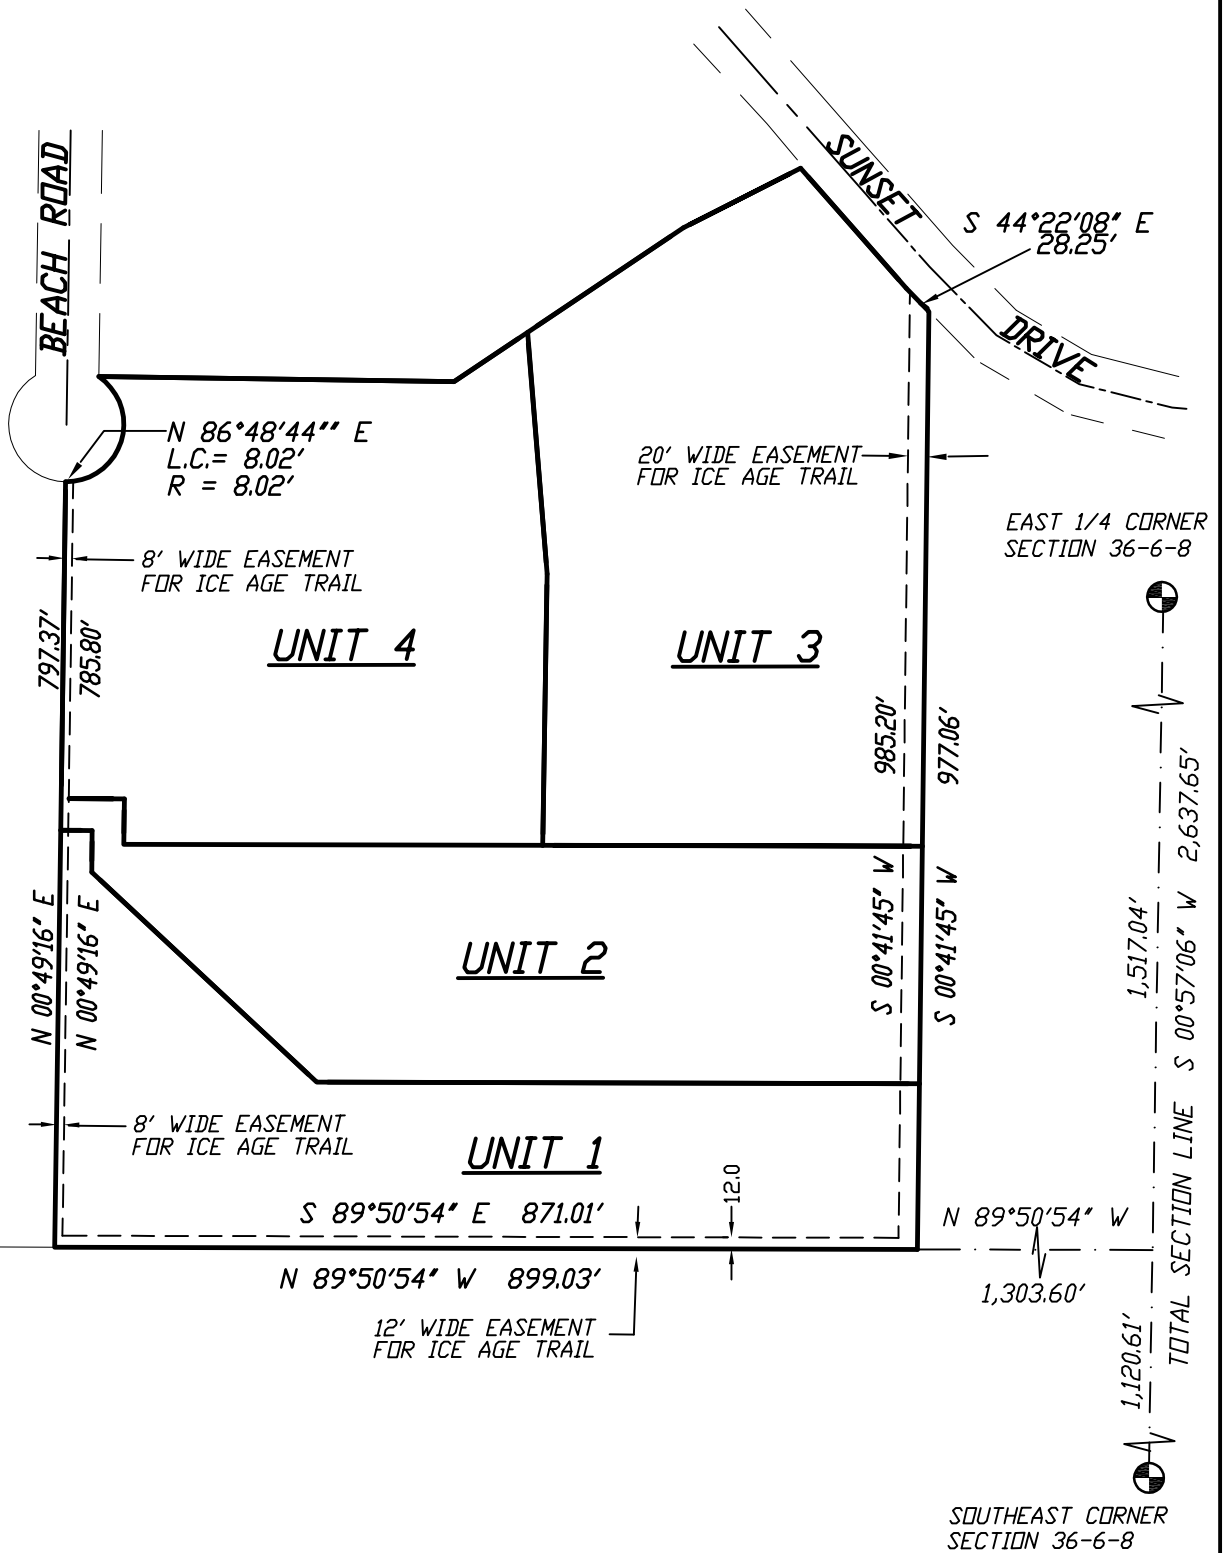 BEACH ROAD
SUNSET
DRIVE
S 44°22'08" E
28.25'
N 86°48'44"" E
L.C.= 8.02'
R = 8.02'
20' WIDE EASEMENT
FOR ICE AGE TRAIL
EAST 1/4 CORNER
SECTION 36-6-8
8' WIDE EASEMENT
FOR ICE AGE TRAIL
797.37'
785.80'
UNIT 4
UNIT 3
985.20'
977.06'
N 00°49'16" E
N 00°49'16" E
S 00°41'45" W
S 00°41'45" W
UNIT 2
1,517.04'
TOTAL SECTION LINE S 00°57'06" W 2,637.65'
8' WIDE EASEMENT
FOR ICE AGE TRAIL
UNIT 1
12.0
S 89°50'54" E 871.01'
N 89°50'54" W
N 89°50'54" W 899.03'
1,303.60'
12' WIDE EASEMENT
FOR ICE AGE TRAIL
1,120.61'
SOUTHEAST CORNER
SECTION 36-6-8